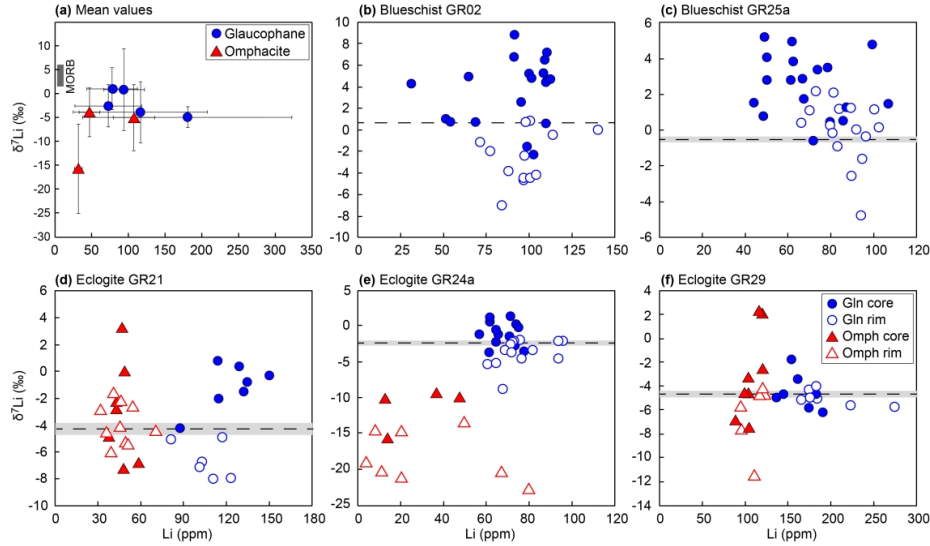 (a) Mean values
(b) Blueschist GR02
(c) Blueschist GR25a
15
10
5
0
-5
-10
-15
-20
-25
-30
δ⁷Li (‰)
MORB
Glaucophane
Omphacite
0 50 100 150 200 250 300 350
10
8
6
4
2
0
-2
-4
-6
-8
-10
0 25 50 75 100 125 150
6
4
2
0
-2
-4
-6
0 20 40 60 80 100 120
(d) Eclogite GR21
(e) Eclogite GR24a
(f) Eclogite GR29
6
4
2
0
-2
-4
-6
-8
-10
δ⁷Li (‰)
0 30 60 90 120 150 180
Li (ppm)
5
0
-5
-10
-15
-20
-25
0 20 40 60 80 100 120
Li (ppm)
4
2
0
-2
-4
-6
-8
-10
-12
-14
Gln core
Gln rim
Omph core
Omph rim
0 50 100 150 200 250 300
Li (ppm)